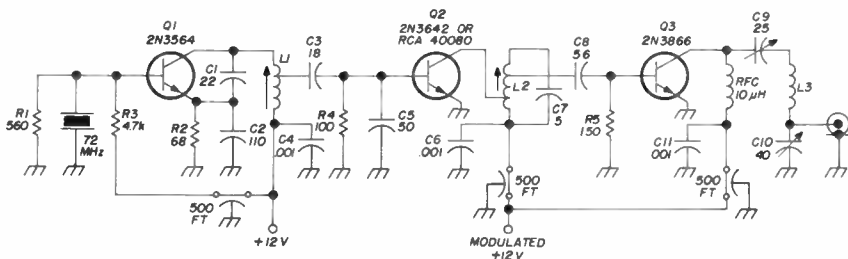 Q1
2N3564
Q2
2N3642 OR
RCA 40080
Q3
2N3866
C9
25
C1
22
L1
C3
18
L2
C7
5
C8
56
RFC
10 µH
L3
R1
560
72
MHz
R3
4.7k
R2
68
C2
110
C4
.001
R4
100
C5
50
C6
.001
R5
150
C11
.001
C10
40
500
FT
+12V
500
FT
MODULATED
+12V
500
FT